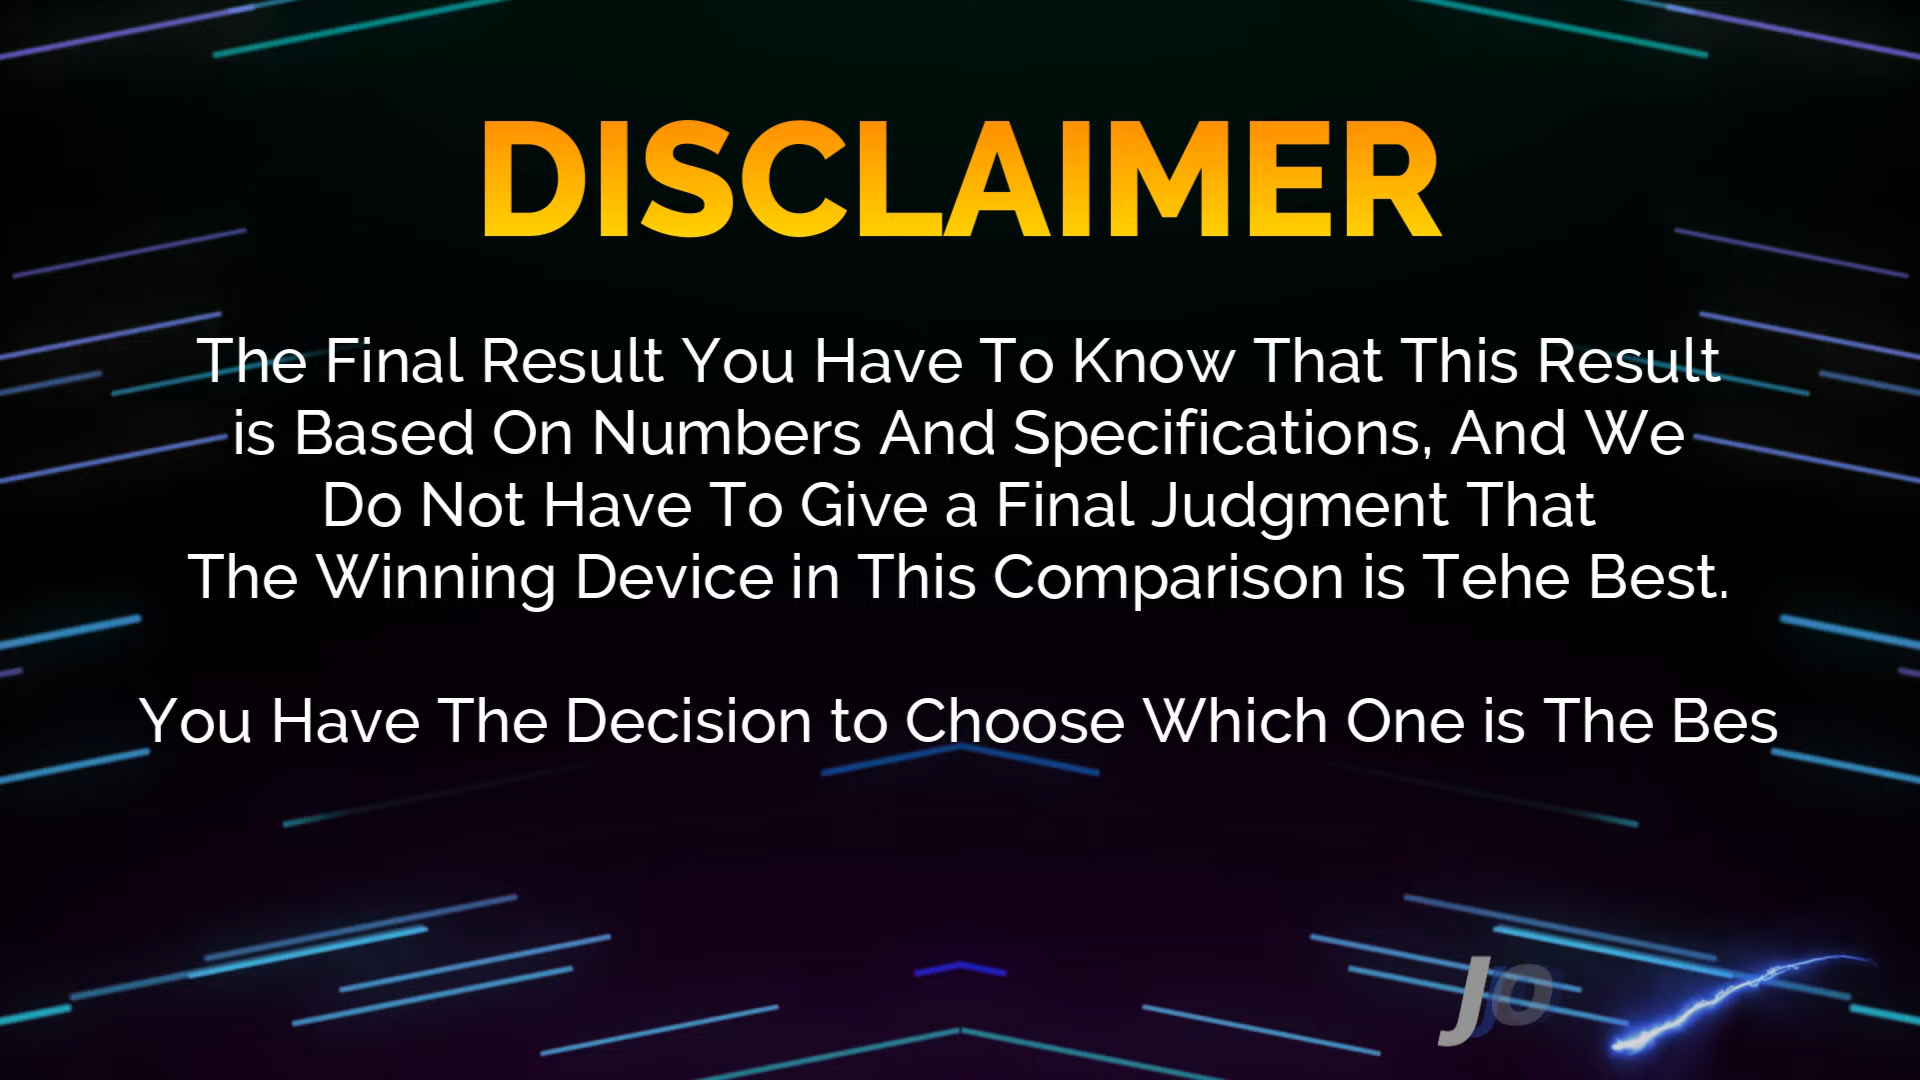 DISCLAIMER
The Final Result You Have To Know That This Result
is Based On Numbers And Specifications, And We
Do Not Have To Give a Final Judgment That
The Winning Device in This Comparison is Tehe Best.
You Have The Decision to Choose Which One is The Bes
JO